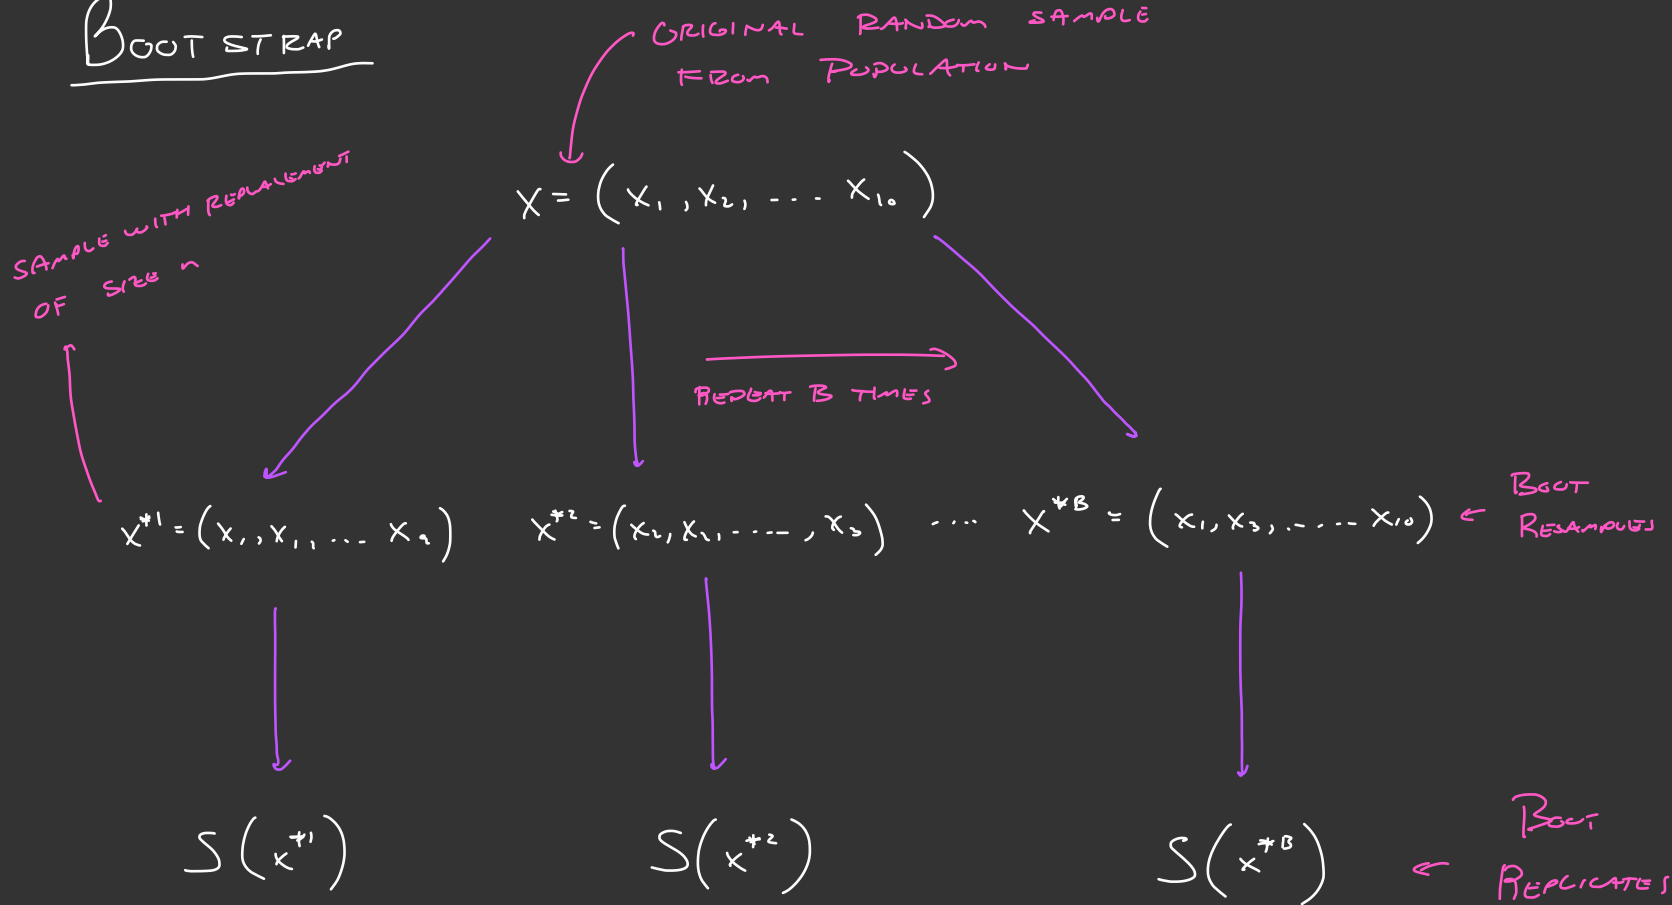 BOOTSTRAP
ORIGINAL RANDOM SAMPLE
FROM POPULATION
X = (X₁, X₂, ... X₁₀)
SAMPLE WITH REPLACEMENT
OF SIZE n
REPEAT B TIMES
X*¹ = (X₁, X₁, ... X₉)
X*² = (X₂, X₂, ....., X₃)
....
X*ᴮ = (X₁, X₃, ..... X₁₀)
BOOT
RESAMPLES
S(X*¹)
S(X*²)
S(X*ᴮ)
BOOT
REPLICATES